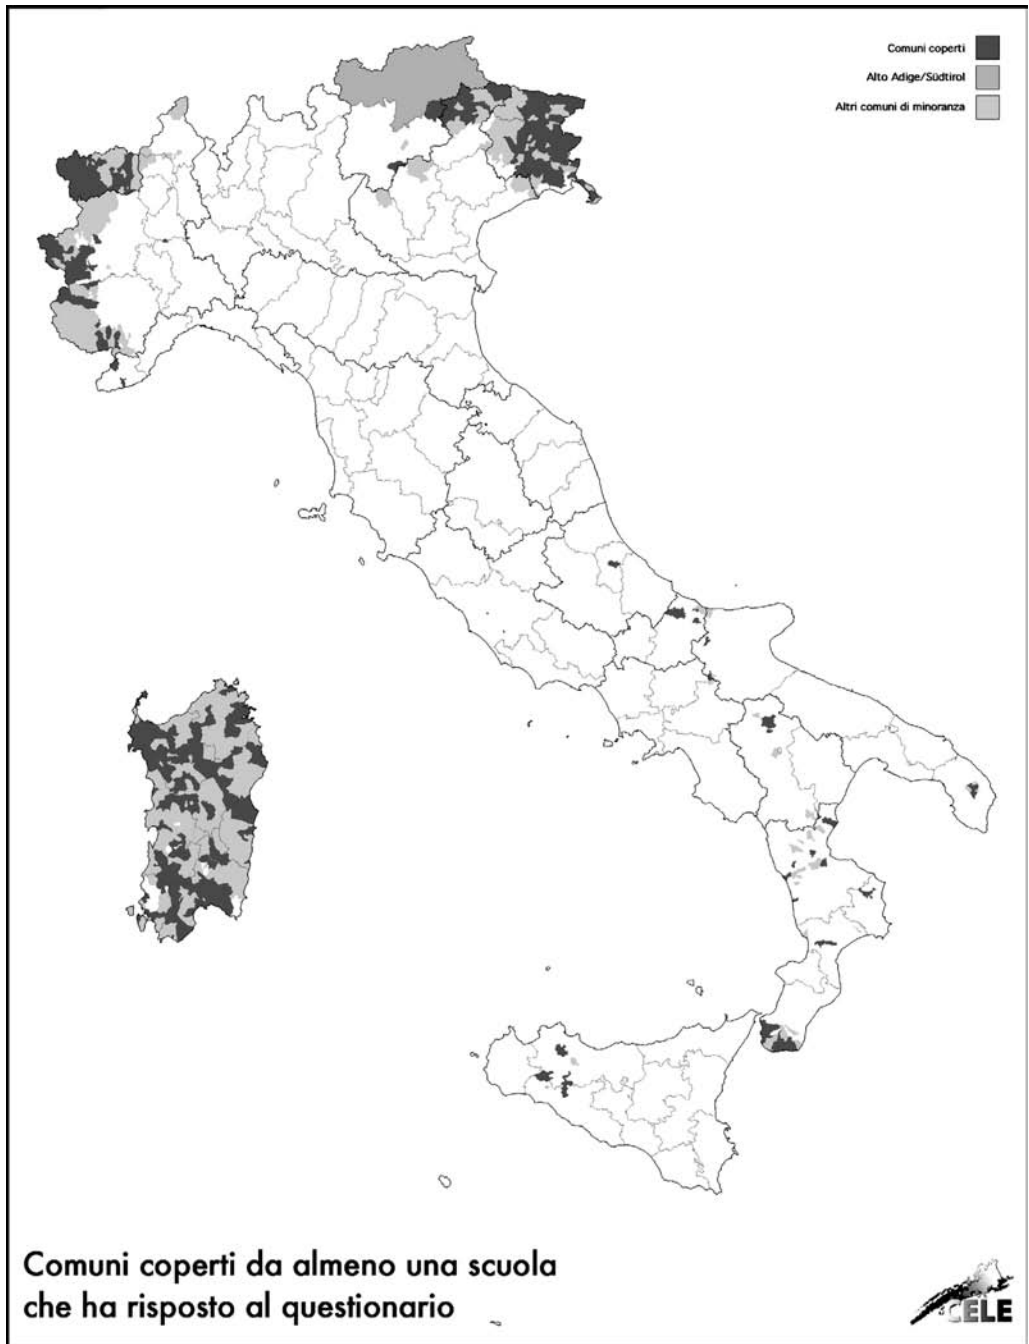 Comuni coperti
Alto Adige/Südtirol
Altri comuni di minoranza
Comuni coperti da almeno una scuola
che ha risposto al questionario
CELE